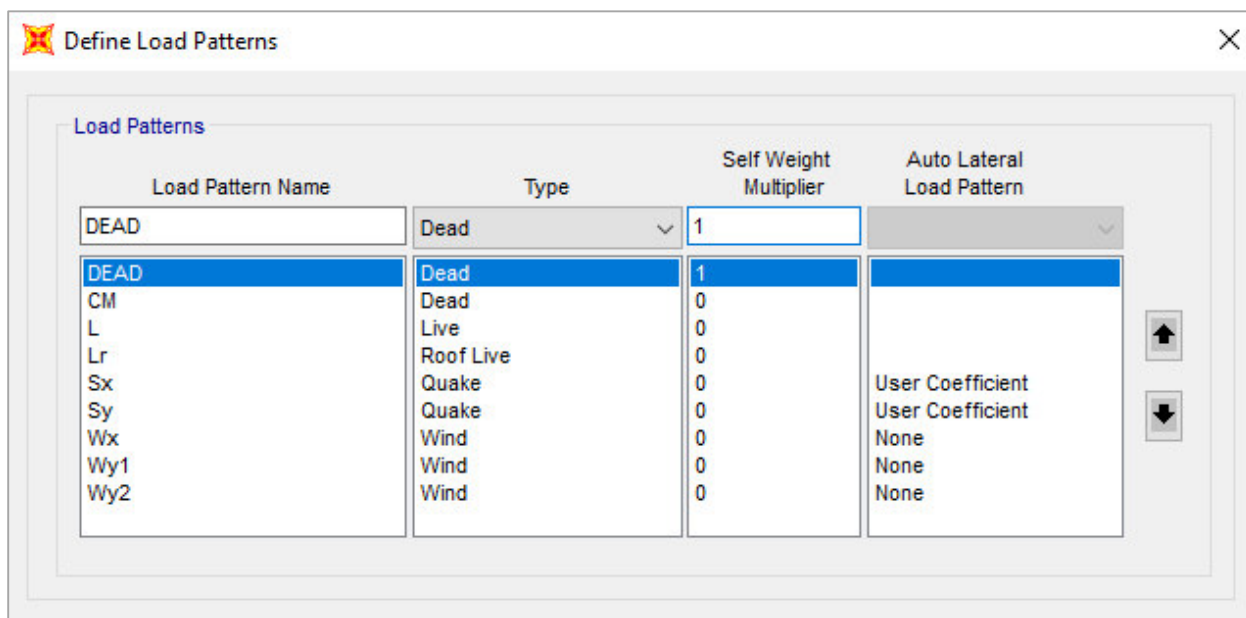 Define Load Patterns
Load Patterns
Load Pattern Name Type Self Weight Multiplier Auto Lateral Load Pattern
DEAD Dead 1
DEAD Dead 1
CM Dead 0
L Live 0
Lr Roof Live 0
Sx Quake 0 User Coefficient
Sy Quake 0 User Coefficient
Wx Wind 0 None
Wy1 Wind 0 None
Wy2 Wind 0 None